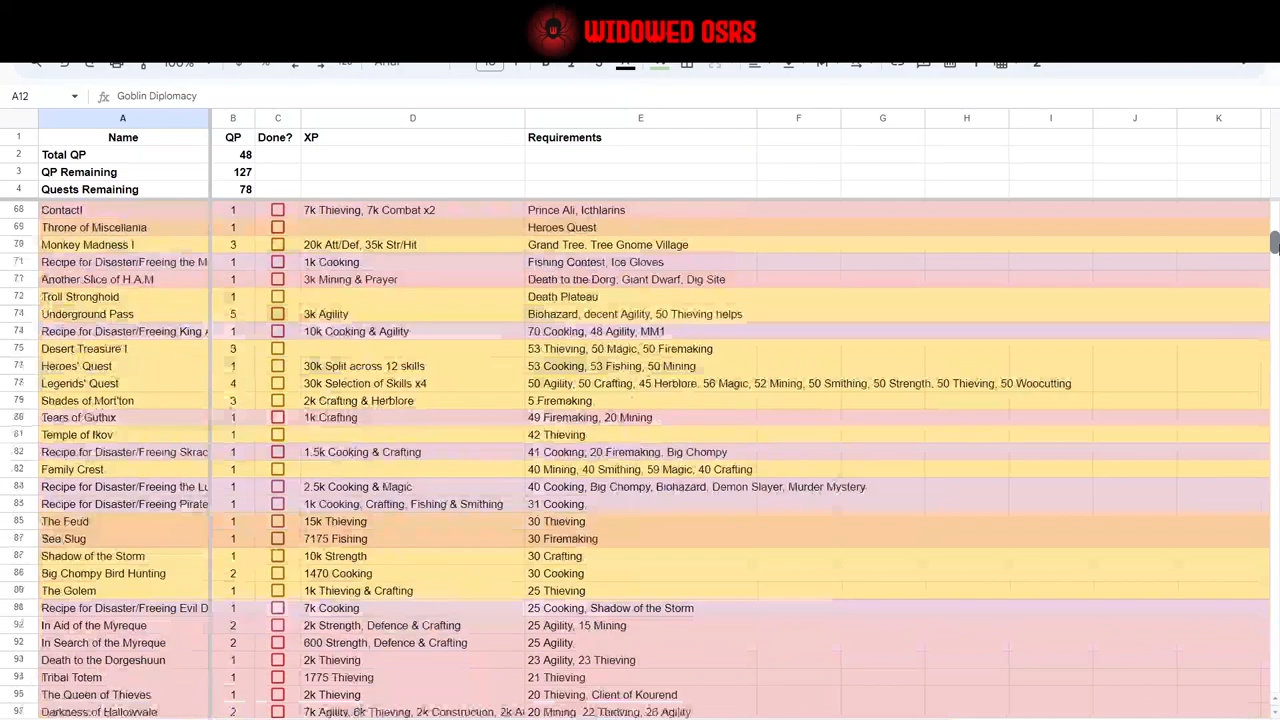 WIDOWED OSRS
A12 Goblin Diplomacy
A B C D E F G H I J K
1 Name QP Done? XP Requirements
2 Total QP 48
3 QP Remaining 127
4 Quests Remaining 78
68 Contact! 1 7k Thieving, 7k Combat x2 Prince Ali, Icthlarins
69 Throne of Miscellania 1 Heroes Quest
70 Monkey Madness I 3 20k Att/Def, 35k Str/Hit Grand Tree, Tree Gnome Village
71 Recipe for Disaster/Freeing the M 1 1k Cooking Fishing Contest, Ice Gloves
Another Slice of H.A.M 1 3k Mining & Prayer Death to the Dorg, Giant Dwarf, Dig Site
72 Troll Stronghold 1 Death Plateau
74 Underground Pass 5 3k Agility Biohazard, decent Agility, 50 Thieving helps
74 Recipe for Disaster/Freeing King 1 10k Cooking & Agility 70 Cooking, 48 Agility, MM1
75 Desert Treasure I 3 53 Thieving, 50 Magic, 50 Firemaking
Heroes' Quest 1 30k Split across 12 skills 53 Cooking, 53 Fishing, 50 Mining
Legends' Quest 4 30k Selection of Skills x4 50 Agility, 50 Crafting, 45 Herblore, 56 Magic, 52 Mining, 50 Smithing, 50 Strength, 50 Thieving, 50 Woocutting
79 Shades of Mort'ton 3 2k Crafting & Herblore 5 Firemaking
Tears of Guthix 1 1k Crafting 49 Firemaking, 20 Mining
81 Temple of Ikov 1 42 Thieving
82 Recipe for Disaster/Freeing Skrac 1 1.5k Cooking & Crafting 41 Cooking, 20 Firemaking, Big Chompy
82 Family Crest 1 40 Mining, 40 Smithing, 59 Magic, 40 Crafting
Recipe for Disaster/Freeing the Lu 1 2.5k Cooking & Magic 40 Cooking, Big Chompy, Biohazard, Demon Slayer, Murder Mystery
Recipe for Disaster/Freeing Pirate 1 1k Cooking, Crafting, Fishing & Smithing 31 Cooking
85 The Feud 1 15k Thieving 30 Thieving
Sea Slug 1 7175 Fishing 30 Firemaking
Shadow of the Storm 1 10k Strength 30 Crafting
Big Chompy Bird Hunting 2 1470 Cooking 30 Cooking
The Golem 1 1k Thieving & Crafting 25 Thieving
Recipe for Disaster/Freeing Evil D 1 7k Cooking 25 Cooking, Shadow of the Storm
In Aid of the Myreque 2 2k Strength, Defence & Crafting 25 Agility, 15 Mining
92 In Search of the Myreque 2 600 Strength, Defence & Crafting 25 Agility
Death to the Dorgeshuun 1 2k Thieving 23 Agility, 23 Thieving
Tribal Totem 1 1775 Thieving 21 Thieving
95 The Queen of Thieves 1 2k Thieving 20 Thieving, Client of Kourend
Darkness of Hallowvale 2 7k Agility, 6k Thieving, 2k Construction, 2k 20 Mining, 22 Thieving, 26 Agility